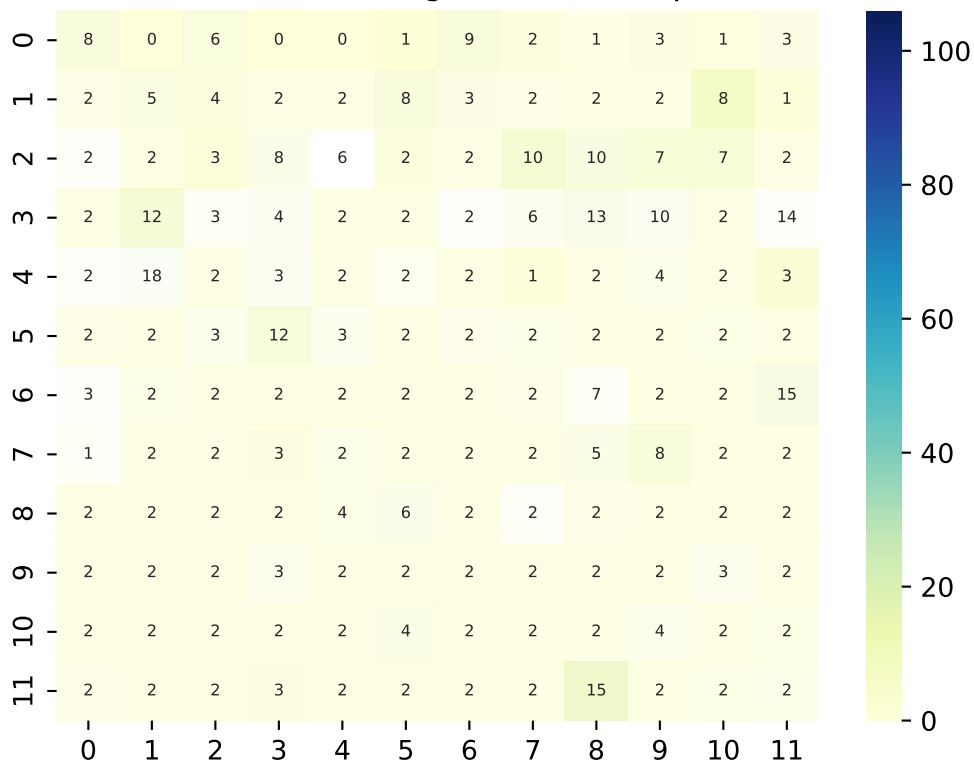 0 8 0 6 0 0 1 9 2 1 3 1 3
1 2 5 4 2 2 8 3 2 2 2 8 1
2 2 2 3 8 6 2 2 10 10 7 7 2
3 2 12 3 4 2 2 2 6 13 10 2 14
4 2 18 2 3 2 2 2 1 2 4 2 3
5 2 2 3 12 3 2 2 2 2 2 2 2
6 3 2 2 2 2 2 2 2 7 2 2 15
7 1 2 2 3 2 2 2 2 5 8 2 2
8 2 2 2 2 4 6 2 2 2 2 2 2
9 2 2 2 3 2 2 2 2 2 2 3 2
10 2 2 2 2 2 4 2 2 2 4 2 2
11 2 2 2 3 2 2 2 2 15 2 2 2
0 1 2 3 4 5 6 7 8 9 10 11
100
80
60
40
20
0